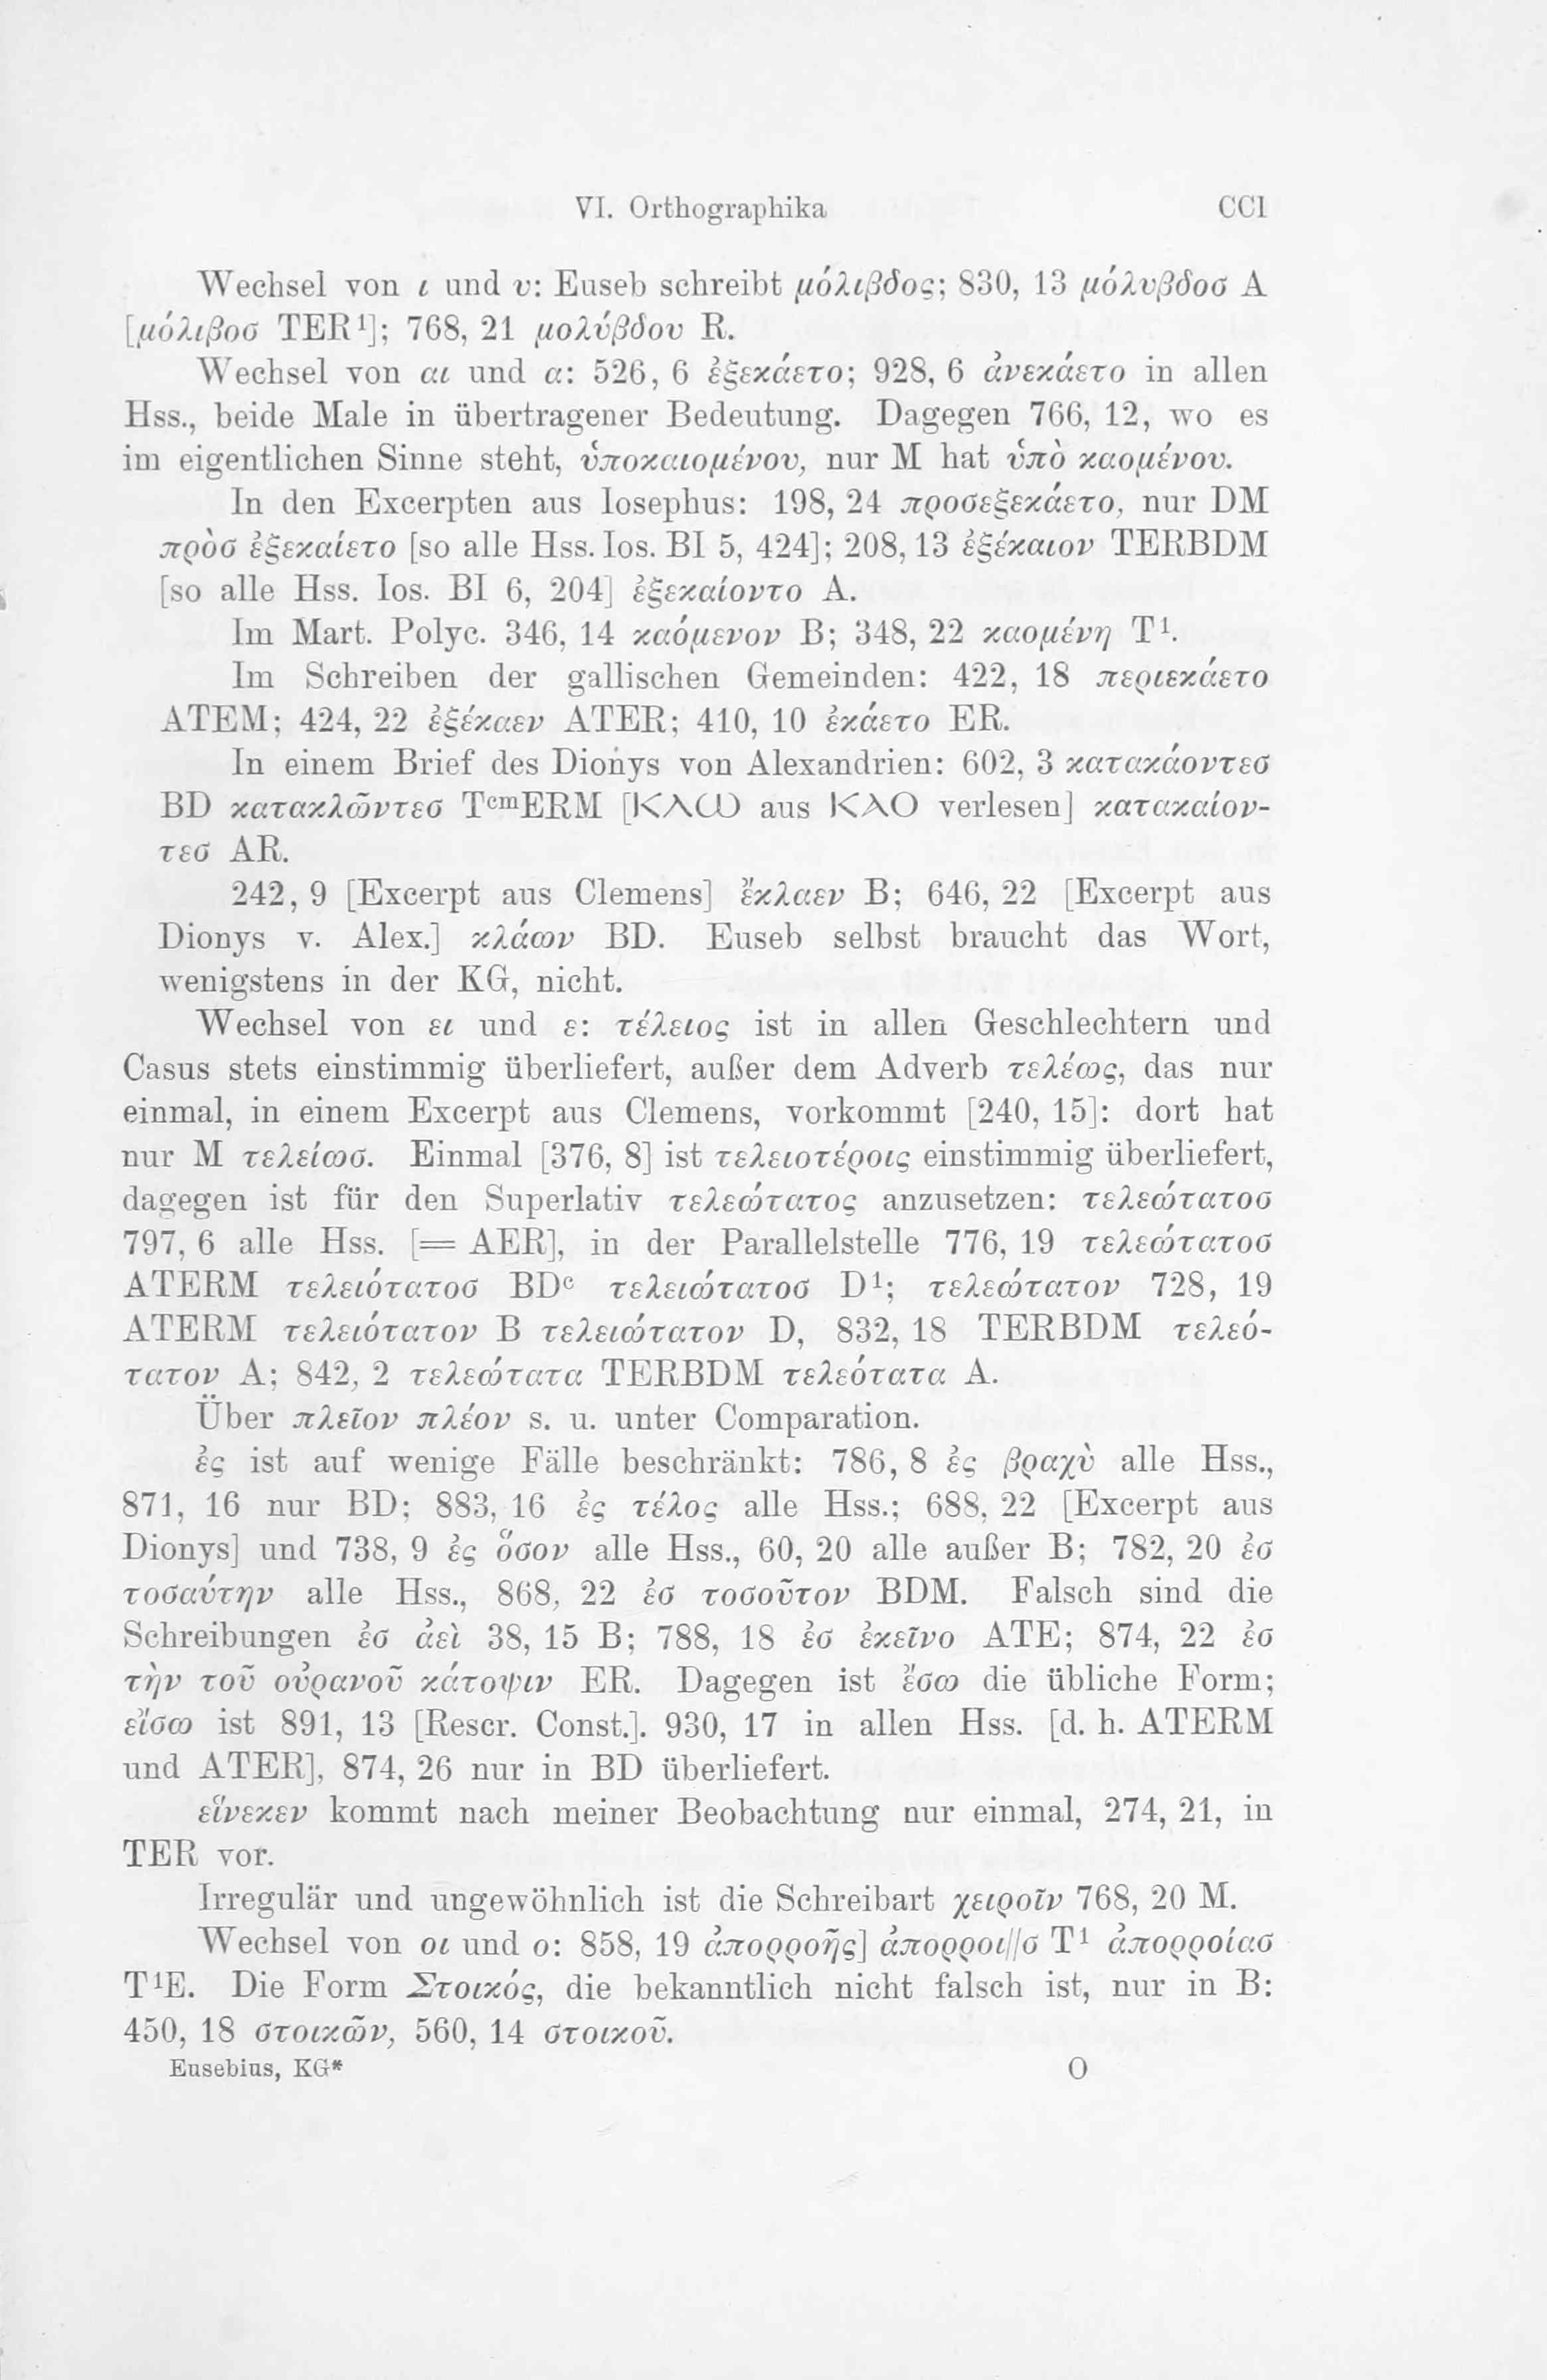 VI. Orthographika CCI
Wechsel von ι und υ: Euseb schreibt μόλιβδος; 830, 13 μόλυβδοσ A
[μόλιβοσ TER¹]; 768, 21 μολύβδου R.
Wechsel von αι und α: 526, 6 ἐξεκάετο; 928, 6 ἀνεκάετο in allen
Hss., beide Male in übertragener Bedeutung. Dagegen 766, 12, wo es
im eigentlichen Sinne steht, ὑποκαιομένου, nur M hat ὑπὸ καομένου.
In den Excerpten aus Iosephus: 198, 24 προσεξεκάετο, nur DM
πρὸσ ἐξεκαίετο [so alle Hss. Ios. BI 5, 424]; 208, 13 ἐξέκαιον TERBDM
[so alle Hss. Ios. BI 6, 204] ἐξεκαίοντο A.
Im Mart. Polyc. 346, 14 καόμενον B; 348, 22 καομένη T¹.
Im Schreiben der gallischen Gemeinden: 422, 18 περιεκάετο
ATEM; 424, 22 ἐξέκαεν ATER; 410, 10 ἐκάετο ER.
In einem Brief des Dionys von Alexandrien: 602, 3 κατακάοντεσ
BD κατακλῶντεσ TᶜᵐERM [ΚΛΩ aus ΚΑΟ verlesen] κατακαίον-
τεσ AR.
242, 9 [Excerpt aus Clemens] ἔκλαεν B; 646, 22 [Excerpt aus
Dionys v. Alex.] κλάων BD. Euseb selbst braucht das Wort,
wenigstens in der KG, nicht.
Wechsel von ει und ε: τέλειος ist in allen Geschlechtern und
Casus stets einstimmig überliefert, außer dem Adverb τελέως, das nur
einmal, in einem Excerpt aus Clemens, vorkommt [240, 15]: dort hat
nur M τελείωσ. Einmal [376, 8] ist τελειοτέροις einstimmig überliefert,
dagegen ist für den Superlativ τελεώτατος anzusetzen: τελεώτατοσ
797, 6 alle Hss. [= AER], in der Parallelstelle 776, 19 τελεώτατοσ
ATERM τελειότατοσ BDᶜ τελειώτατοσ D¹; τελεώτατον 728, 19
ATERM τελειότατον B τελειώτατον D, 832, 18 TERBDM τελεό-
τατον A; 842, 2 τελεώτατα TERBDM τελεότατα A.
Über πλεῖον πλέον s. u. unter Comparation.
ἐς ist auf wenige Fälle beschränkt: 786, 8 ἐς βραχὺ alle Hss.,
871, 16 nur BD; 883, 16 ἐς τέλος alle Hss.; 688, 22 [Excerpt aus
Dionys] und 738, 9 ἐς ὅσον alle Hss., 60, 20 alle außer B; 782, 20 ἐσ
τοσαύτην alle Hss., 868, 22 ἐσ τοσοῦτον BDM. Falsch sind die
Schreibungen ἐσ ἀεὶ 38, 15 B; 788, 18 ἐσ ἐκεῖνο ATE; 874, 22 ἐσ
τὴν τοῦ οὐρανοῦ κάτοψιν ER. Dagegen ist ἔσω die übliche Form;
εἴσω ist 891, 13 [Rescr. Const.]. 930, 17 in allen Hss. [d. h. ATERM
und ATER], 874, 26 nur in BD überliefert.
εἵνεκεν kommt nach meiner Beobachtung nur einmal, 274, 21, in
TER vor.
Irregulär und ungewöhnlich ist die Schreibart χειροῖν 768, 20 M.
Wechsel von οι und ο: 858, 19 ἀπορροῆς] ἀπορροι//σ T¹ ἀπορροίασ
T¹E. Die Form Στοικός, die bekanntlich nicht falsch ist, nur in B:
450, 18 στοικῶν, 560, 14 στοικοῦ.
Eusebius, KG* O